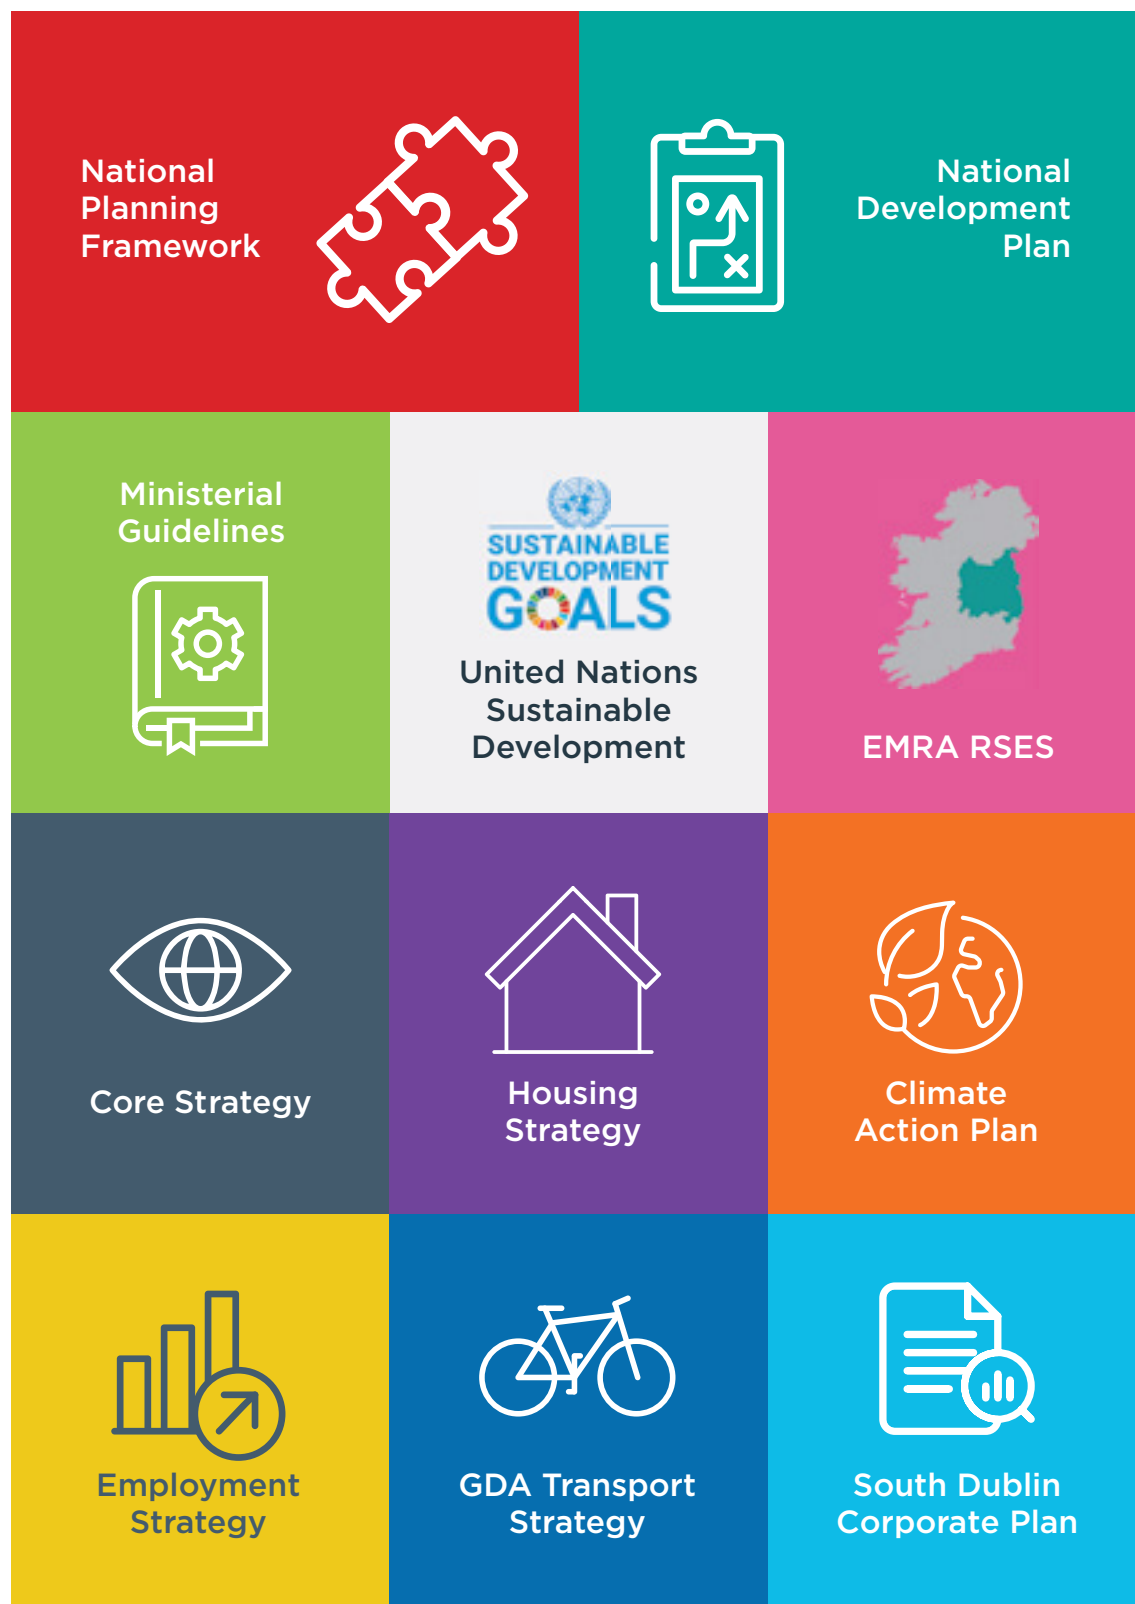 National
Planning
Framework
National
Development
Plan
Ministerial
Guidelines
SUSTAINABLE
DEVELOPMENT
GOALS
United Nations
Sustainable
Development
EMRA RSES
Core Strategy
Housing
Strategy
Climate
Action Plan
Employment
Strategy
GDA Transport
Strategy
South Dublin
Corporate Plan